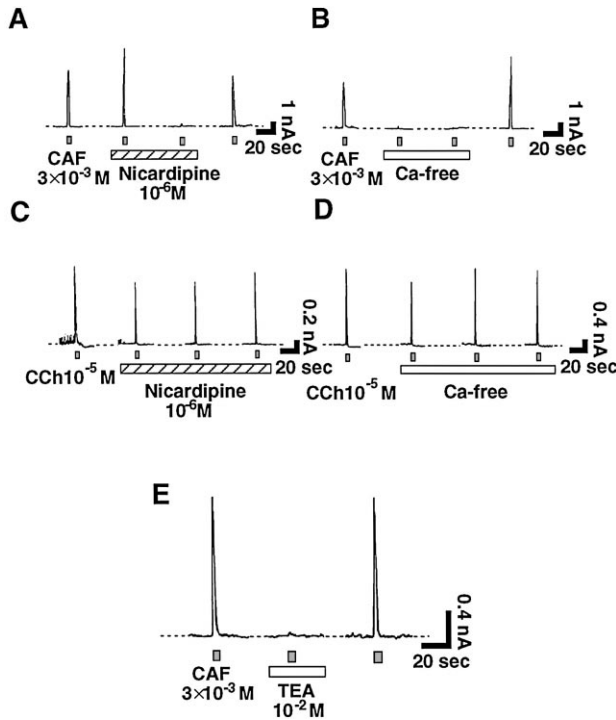 A
B
1 nA
20 sec
CAF
3×10⁻³ M
Nicardipine
10⁻⁶M
1 nA
20 sec
CAF
3×10⁻³ M
Ca-free
C
D
0.2 nA
20 sec
CCh10⁻⁵ M
Nicardipine
10⁻⁶M
0.4 nA
20 sec
CCh10⁻⁵ M
Ca-free
E
0.4 nA
20 sec
CAF
3×10⁻³ M
TEA
10⁻² M